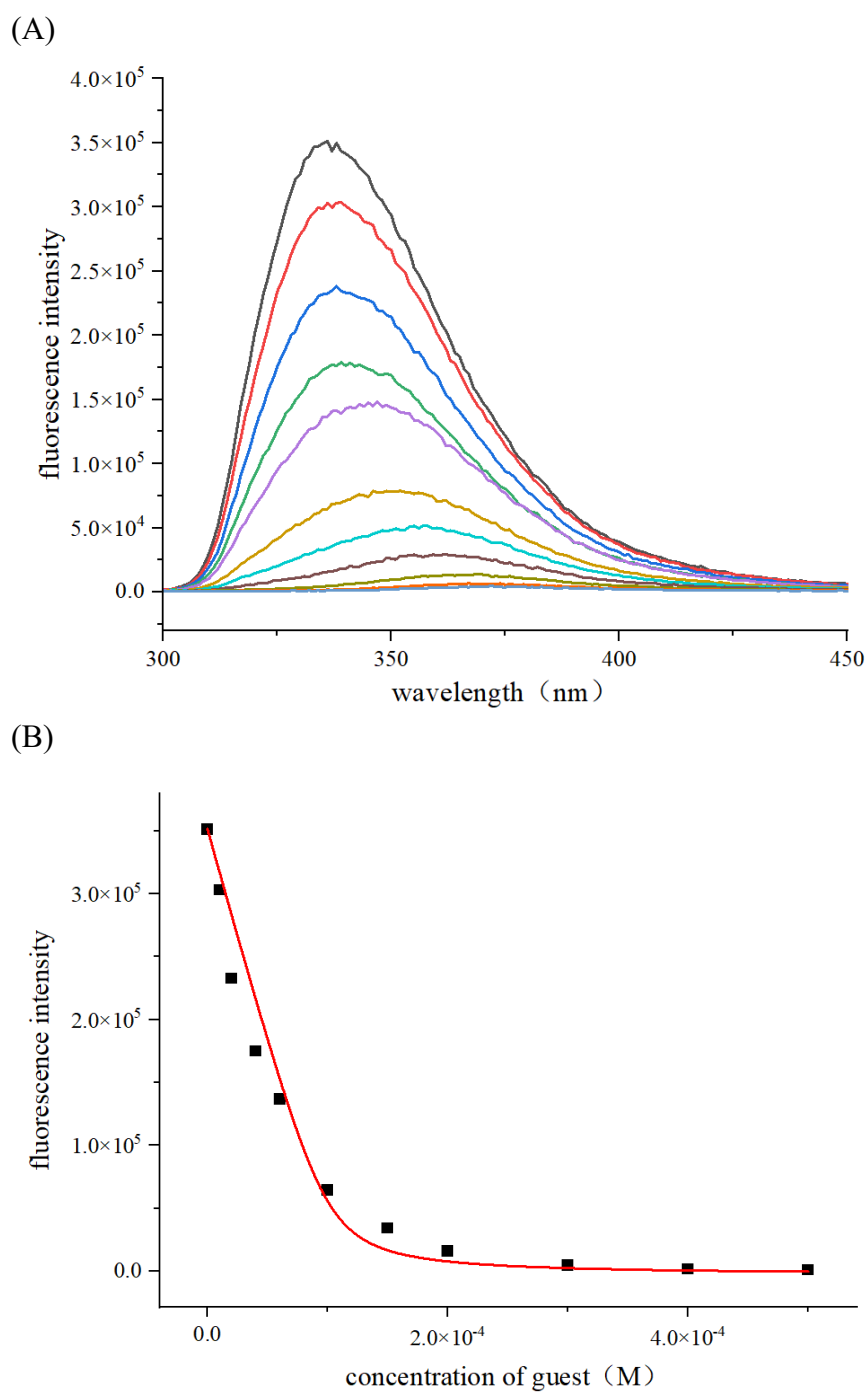 (A)
4.0×10⁵
3.5×10⁵
3.0×10⁵
2.5×10⁵
2.0×10⁵
1.5×10⁵
1.0×10⁵
5.0×10⁴
0.0
fluorescence intensity
300 350 400 450
wavelength（nm）
(B)
3.0×10⁵
2.0×10⁵
1.0×10⁵
0.0
fluorescence intensity
0.0 2.0×10⁻⁴ 4.0×10⁻⁴
concentration of guest（M）